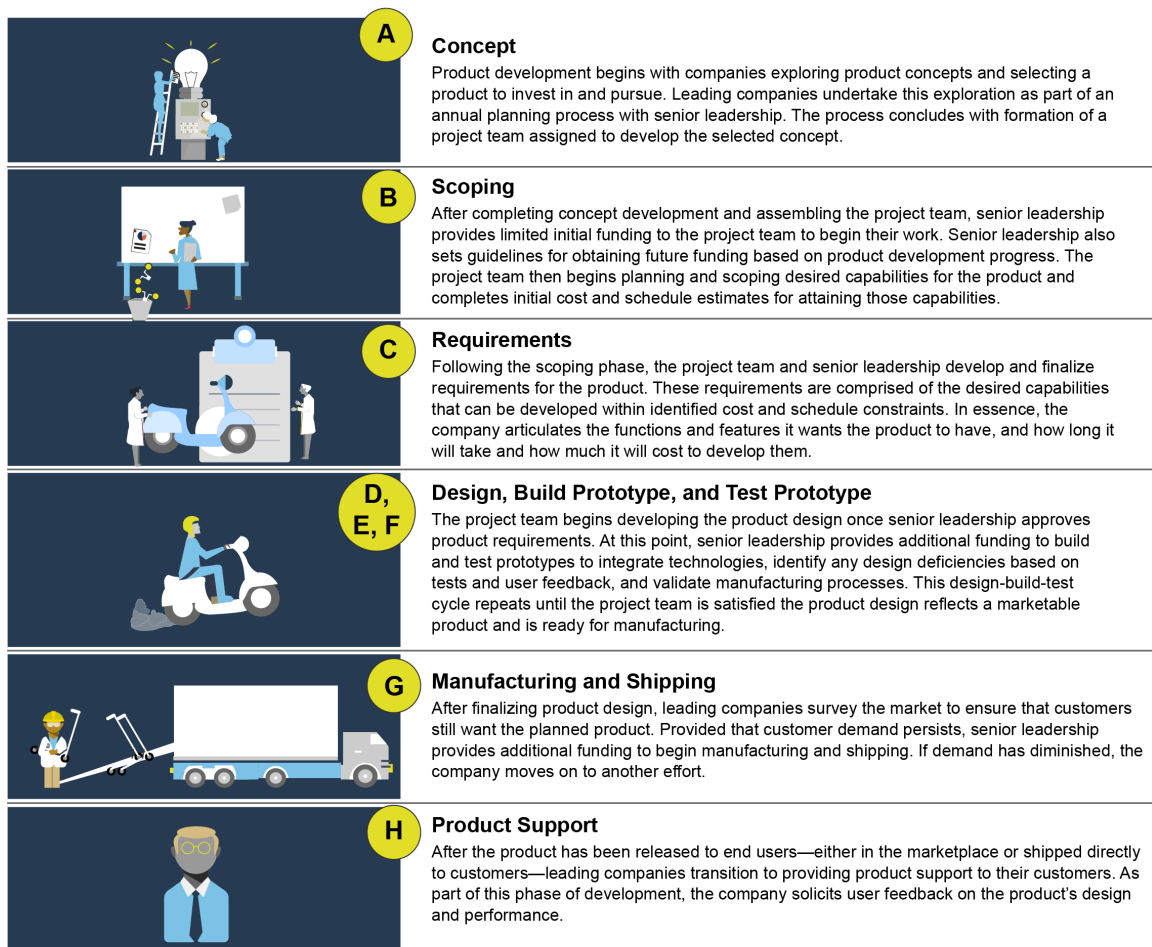 A
Concept
Product development begins with companies exploring product concepts and selecting a
product to invest in and pursue. Leading companies undertake this exploration as part of an
annual planning process with senior leadership. The process concludes with formation of a
project team assigned to develop the selected concept.
B
Scoping
After completing concept development and assembling the project team, senior leadership
provides limited initial funding to the project team to begin their work. Senior leadership also
sets guidelines for obtaining future funding based on product development progress. The
project team then begins planning and scoping desired capabilities for the product and
completes initial cost and schedule estimates for attaining those capabilities.
C
Requirements
Following the scoping phase, the project team and senior leadership develop and finalize
requirements for the product. These requirements are comprised of the desired capabilities
that can be developed within identified cost and schedule constraints. In essence, the
company articulates the functions and features it wants the product to have, and how long it
will take and how much it will cost to develop them.
D,
E, F
Design, Build Prototype, and Test Prototype
The project team begins developing the product design once senior leadership approves
product requirements. At this point, senior leadership provides additional funding to build
and test prototypes to integrate technologies, identify any design deficiencies based on
tests and user feedback, and validate manufacturing processes. This design-build-test
cycle repeats until the project team is satisfied the product design reflects a marketable
product and is ready for manufacturing.
G
Manufacturing and Shipping
After finalizing product design, leading companies survey the market to ensure that customers
still want the planned product. Provided that customer demand persists, senior leadership
provides additional funding to begin manufacturing and shipping. If demand has diminished, the
company moves on to another effort.
H
Product Support
After the product has been released to end users—either in the marketplace or shipped directly
to customers—leading companies transition to providing product support to their customers. As
part of this phase of development, the company solicits user feedback on the product’s design
and performance.